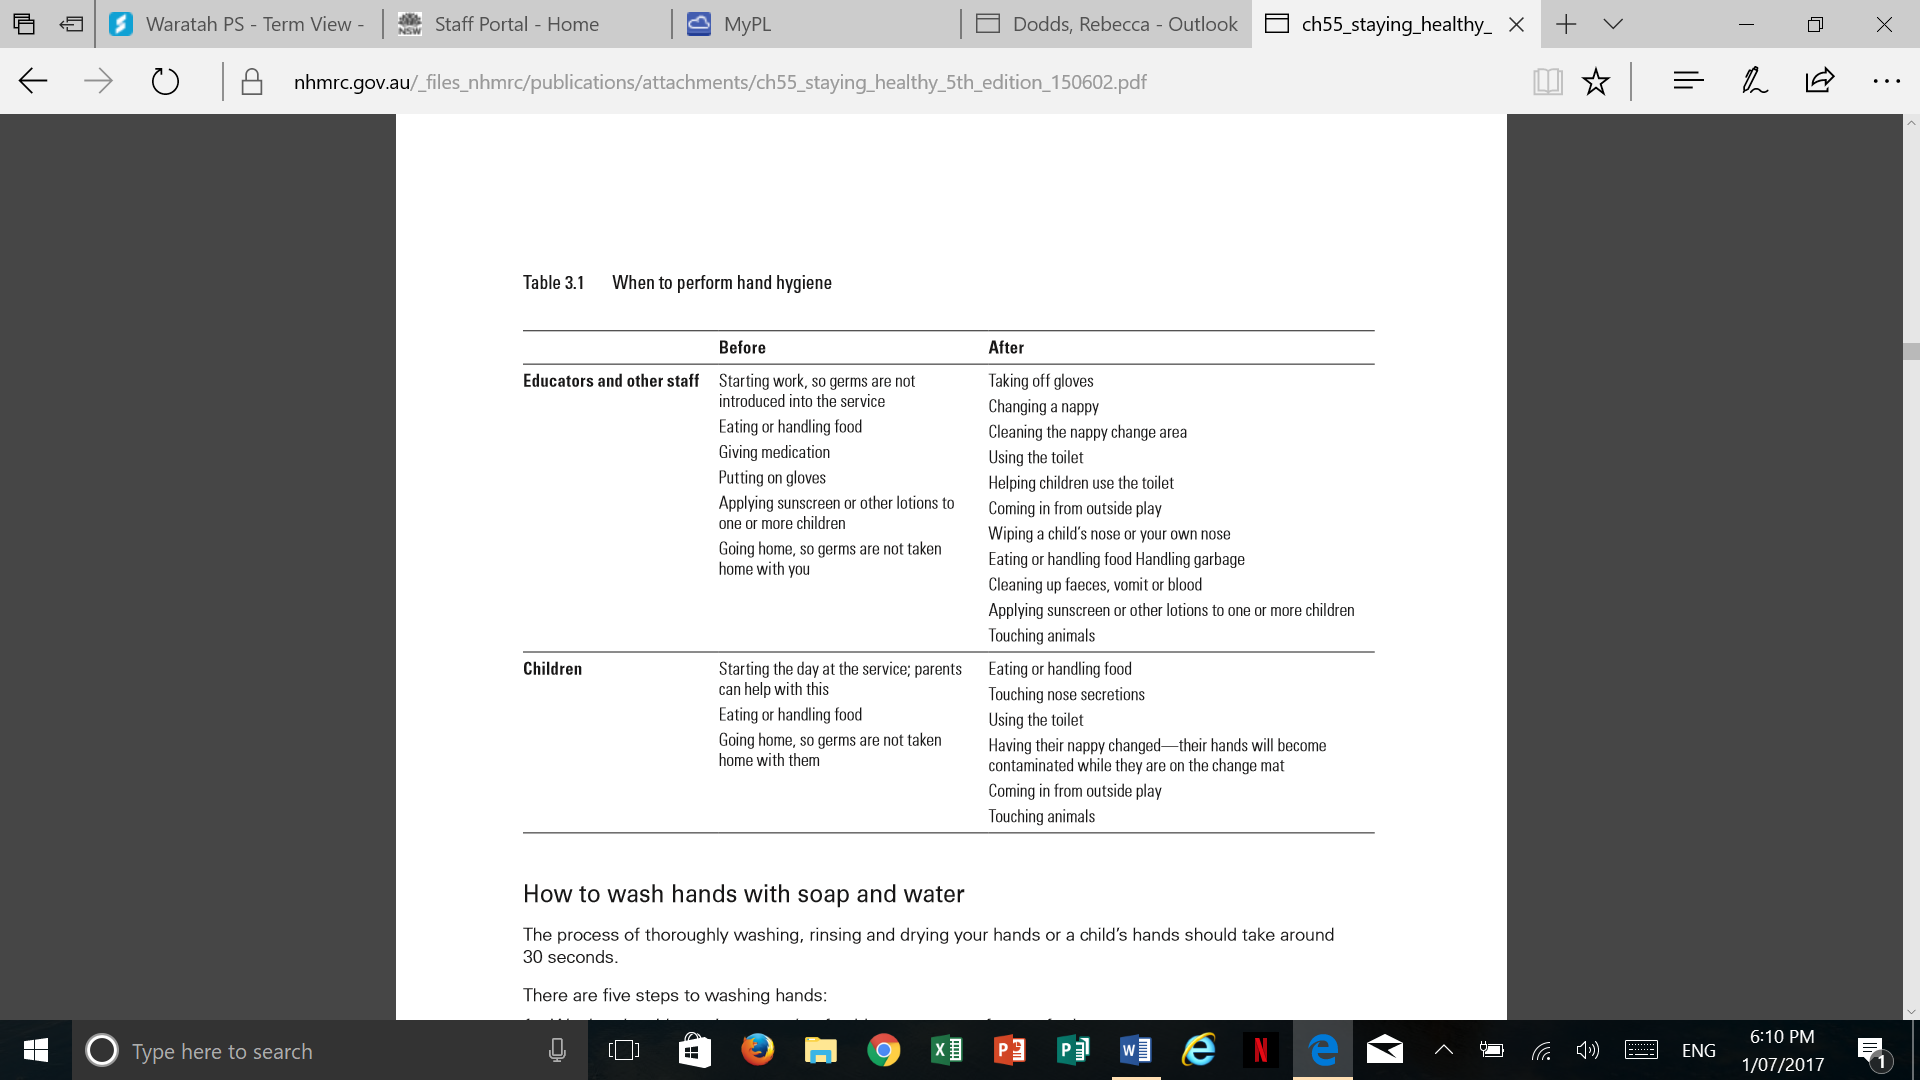 Waratah PS - Term View -
Staff Portal - Home
MyPL
Dodds, Rebecca - Outlook
ch55_staying_healthy_
nhmrc.gov.au/_files_nhmrc/publications/attachments/ch55_staying_healthy_5th_edition_150602.pdf
Table 3.1 When to perform hand hygiene
Before After
Educators and other staff
Starting work, so germs are not
introduced into the service
Eating or handling food
Giving medication
Putting on gloves
Applying sunscreen or other lotions to
one or more children
Going home, so germs are not taken
home with you
Taking off gloves
Changing a nappy
Cleaning the nappy change area
Using the toilet
Helping children use the toilet
Coming in from outside play
Wiping a child's nose or your own nose
Eating or handling food Handling garbage
Cleaning up faeces, vomit or blood
Applying sunscreen or other lotions to one or more children
Touching animals
Children
Starting the day at the service; parents
can help with this
Eating or handling food
Going home, so germs are not taken
home with them
Eating or handling food
Touching nose secretions
Using the toilet
Having their nappy changed—their hands will become
contaminated while they are on the change mat
Coming in from outside play
Touching animals
How to wash hands with soap and water
The process of thoroughly washing, rinsing and drying your hands or a child's hands should take around
30 seconds.
There are five steps to washing hands:
Type here to search
ENG
6:10 PM
1/07/2017
1